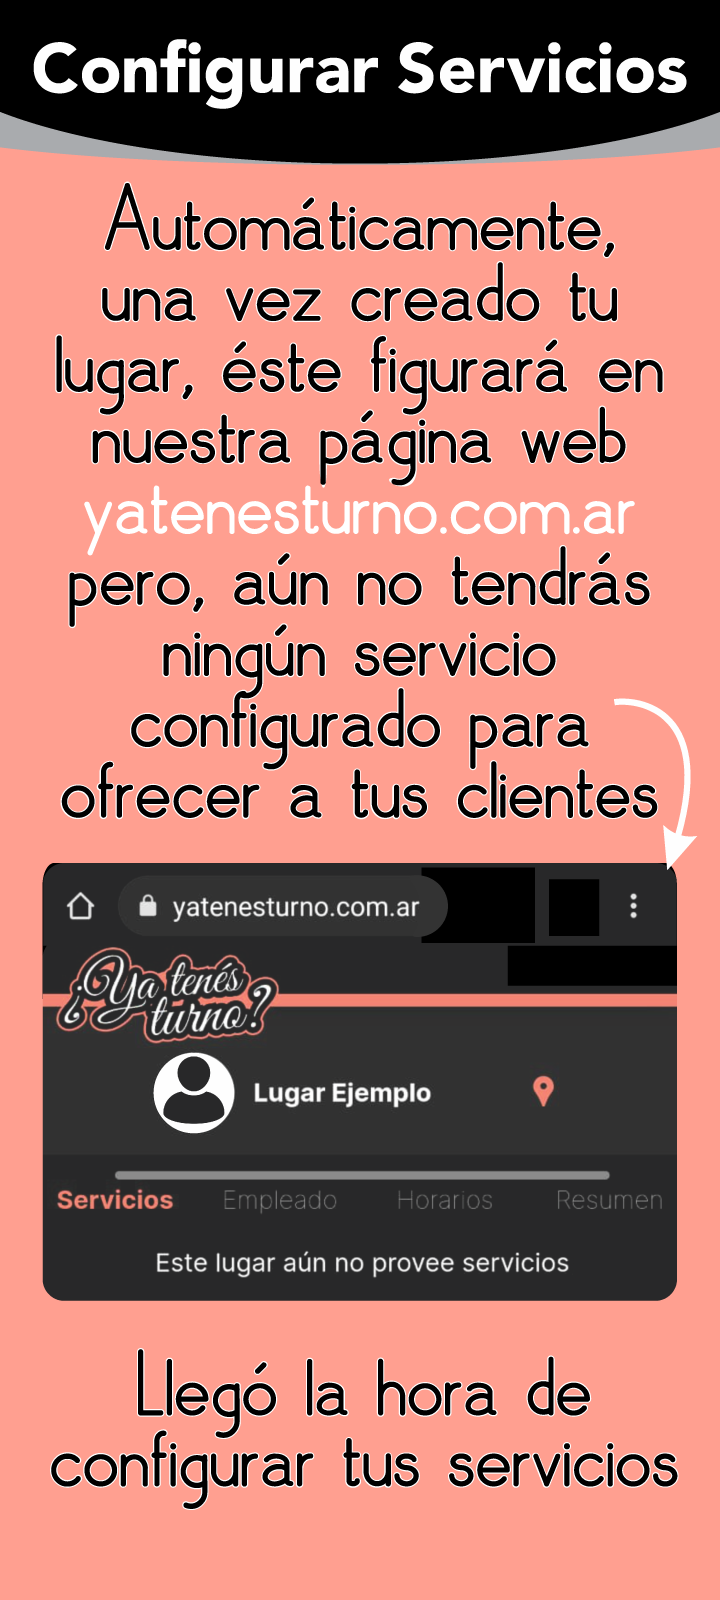 Configurar Servicios
Automáticamente,
una vez creado tu
lugar, éste figurará en
nuestra página web
yatenesturno.com.ar
pero, aún no tendrás
ningún servicio
configurado para
ofrecer a tus clientes
yatenesturno.com.ar
¿Ya tenés
turno?
Lugar Ejemplo
Servicios Empleado Horarios Resumen
Este lugar aún no provee servicios
Llegó la hora de
configurar tus servicios